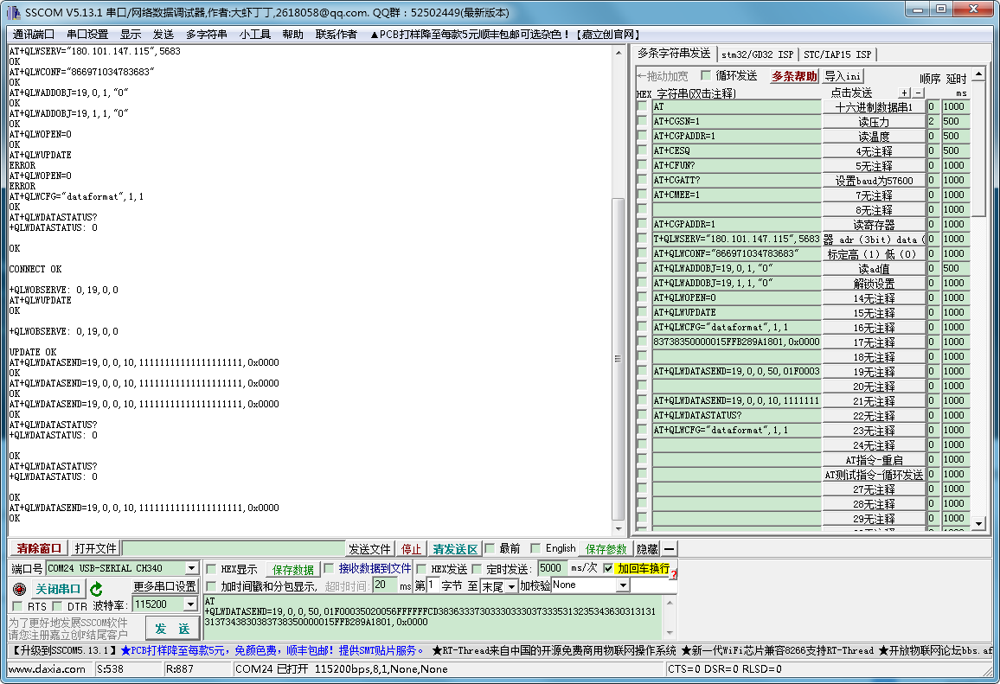 SSCOM V5.13.1 串口/网络数据调试器,作者:大虾丁丁,2618058@qq.com. QQ群: 52502449(最新版本)
通讯端口 串口设置 显示 发送 多字符串 小工具 帮助 联系作者 ▲PCB打样降至每款5元顺丰包邮可选杂色!【嘉立创官网】
AT+QLWSERV="180.101.147.115",5683
OK
AT+QLWCONF="866971034783683"
OK
AT+QLWADDOBJ=19,0,1,"0"
OK
AT+QLWADDOBJ=19,1,1,"0"
OK
AT+QLWOPEN=0
OK
AT+QLWUPDATE
ERROR
AT+QLWOPEN=0
ERROR
AT+QLWCFG="dataformat",1,1
OK
AT+QLWDATASTATUS?
+QLWDATASTATUS: 0
OK
CONNECT OK
+QLWOBSERVE: 0,19,0,0
AT+QLWUPDATE
OK
+QLWOBSERVE: 0,19,0,0
UPDATE OK
AT+QLWDATASEND=19,0,0,10,11111111111111111111,0x0000
OK
AT+QLWDATASEND=19,0,0,10,11111111111111111111,0x0000
OK
AT+QLWDATASEND=19,0,0,10,11111111111111111111,0x0000
OK
AT+QLWDATASTATUS?
+QLWDATASTATUS: 0
OK
AT+QLWDATASTATUS?
+QLWDATASTATUS: 0
OK
AT+QLWDATASEND=19,0,0,10,11111111111111111111,0x0000
OK
多条字符串发送 stm32/GD32 ISP STC/IAP15 ISP
←拖动加宽 循环发送 多条帮助 导入ini 顺序 延时
HEX 字符串(双击注释) 点击发送 + − ms
AT 十六进制数据串1 0 1000
AT+CGSN=1 读压力 2 500
AT+CGPADDR=1 读温度 0 500
AT+CESQ 4无注释 0 500
AT+CFUN? 5无注释 0 1000
AT+CGATT? 设置baud为57600 0 1000
AT+CMEE=1 7无注释 0 1000
8无注释 0 1000
AT+CGPADDR=1 读寄存器 0 1000
T+QLWSERV="180.101.147.115",5683 器 adr (3bit) data ( 0 1000
AT+QLWCONF="866971034783683" 标定高(1)低(0) 0 1000
AT+QLWADDOBJ=19,0,1,"0" 读ad值 0 500
AT+QLWADDOBJ=19,1,1,"0" 解锁设置 0 1000
AT+QLWOPEN=0 14无注释 0 1000
AT+QLWUPDATE 15无注释 0 1000
AT+QLWCFG="dataformat",1,1 16无注释 0 1000
83738350000015FFB289A1801,0x0000 17无注释 0 1000
18无注释 0 1000
AT+QLWDATASEND=19,0,0,50,01F0003 19无注释 0 1000
20无注释 0 1000
AT+QLWDATASEND=19,0,0,10,1111111 21无注释 0 1000
AT+QLWDATASTATUS? 22无注释 0 1000
AT+QLWCFG="dataformat",1,1 23无注释 0 1000
24无注释 0 1000
AT指令-重启 0 1000
AT测试指令-循环发送 0 1000
27无注释 0 1000
28无注释 0 1000
29无注释 0 1000
清除窗口 打开文件 发送文件 停止 清发送区 最前 English 保存参数 隐藏 −
端口号 COM24 USB-SERIAL CH340 HEX显示 保存数据 接收数据到文件 HEX发送 定时发送: 5000 ms/次 加回车换行
关闭串口 更多串口设置 加时间戳和分包显示, 超时时间: 20 ms 第1 字节 至 末尾 加校验 None
RTS DTR 波特率: 115200
为了更好地发展SSCOM软件
请您注册嘉立创F结尾客户
发 送
AT
+QLWDATASEND=19,0,0,50,01F00035020056FFFFFFCD3836333730333033303733353132353436303131313137343830383738350000015FFB289A1801,0x0000
【升级到SSCOM5.13.1】★PCB打样降至每款5元,免颜色费,顺丰包邮!提供SMT贴片服务。 ★RT-Thread来自中国的开源免费商用物联网操作系统 ★新一代WiFi芯片兼容8266支持RT-Thread ★开放物联网论坛bbs.af
www.daxia.com S:538 R:887 COM24 已打开 115200bps,8,1,None,None CTS=0 DSR=0 RLSD=0